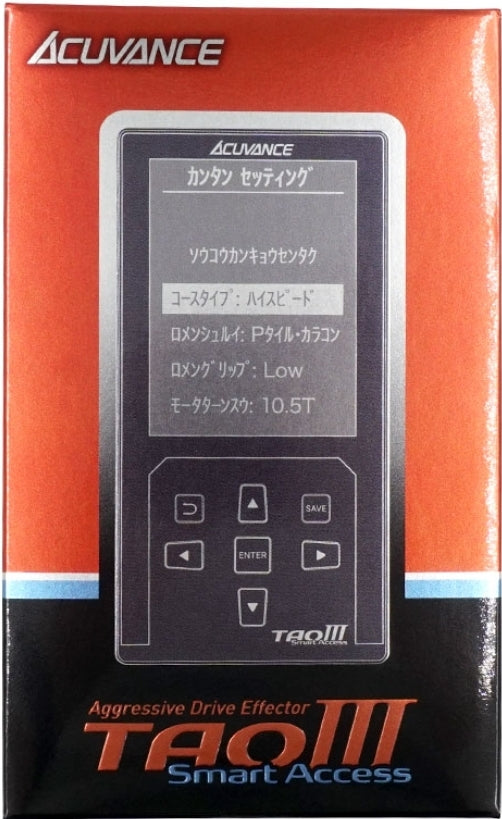 ACUVANCE
ACUVANCE
カンタン セッティング
ソウコウカンキョウセンタク
コースタイプ: ハイスピード
ロメンシュルイ: Pタイル・カラコン
ロメングリップ: Low
モータターンスウ: 10.5T
SAVE
ENTER
TAO III
Smart Access
Aggressive Drive Effector
TAO III
Smart Access